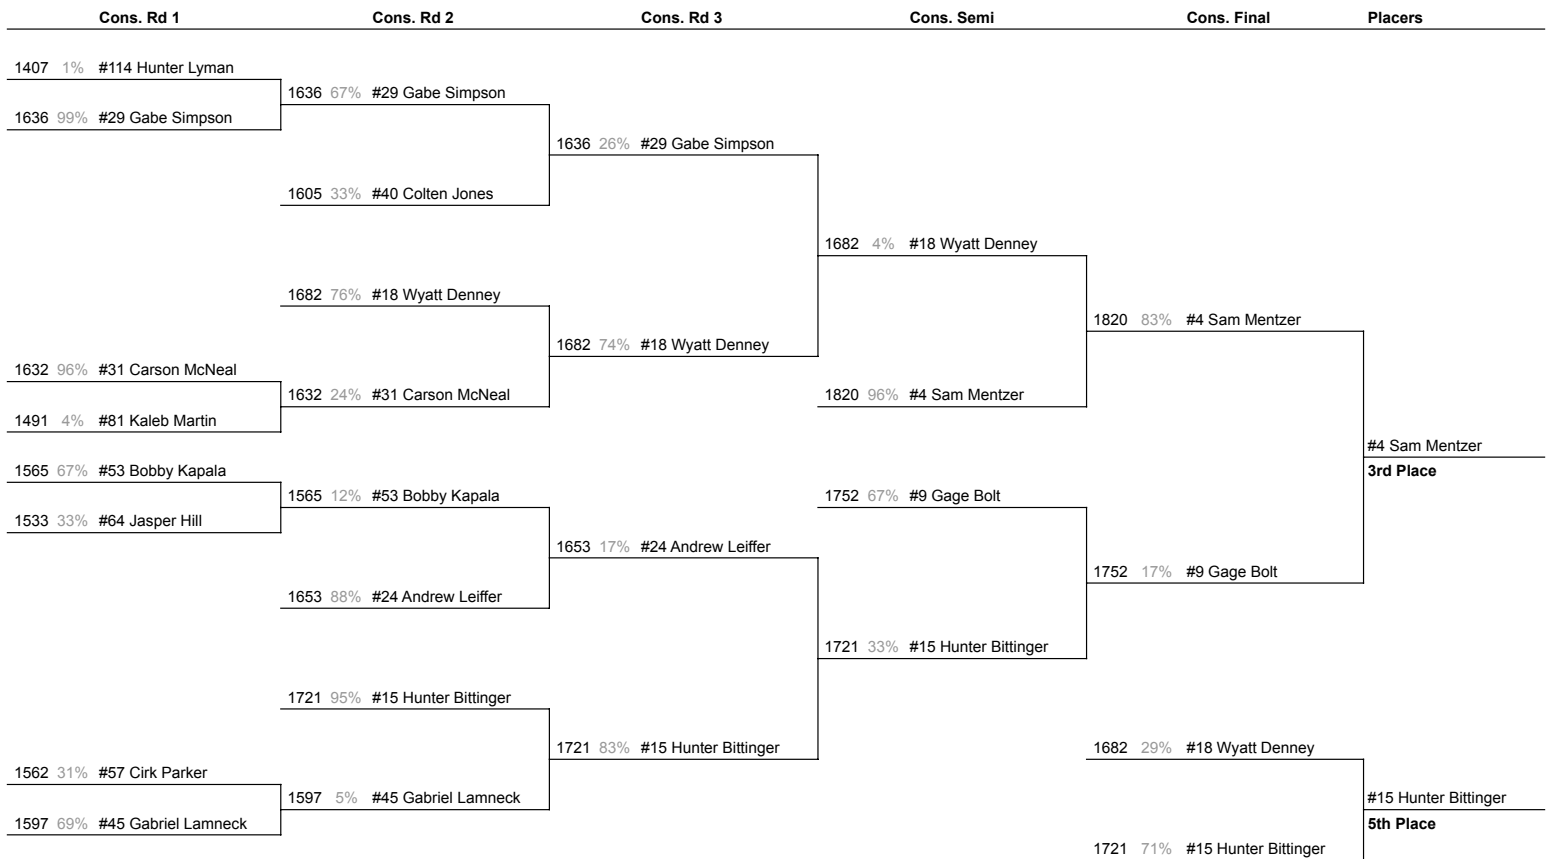 Cons. Rd 1 Cons. Rd 2 Cons. Rd 3 Cons. Semi Cons. Final Placers
1407 1% #114 Hunter Lyman
1636 67% #29 Gabe Simpson
1636 99% #29 Gabe Simpson
1636 26% #29 Gabe Simpson
1605 33% #40 Colten Jones
1682 4% #18 Wyatt Denney
1682 76% #18 Wyatt Denney
1820 83% #4 Sam Mentzer
1682 74% #18 Wyatt Denney
1632 96% #31 Carson McNeal
1632 24% #31 Carson McNeal
1820 96% #4 Sam Mentzer
1491 4% #81 Kaleb Martin
#4 Sam Mentzer
1565 67% #53 Bobby Kapala
3rd Place
1565 12% #53 Bobby Kapala
1752 67% #9 Gage Bolt
1533 33% #64 Jasper Hill
1653 17% #24 Andrew Leiffer
1752 17% #9 Gage Bolt
1653 88% #24 Andrew Leiffer
1721 33% #15 Hunter Bittinger
1721 95% #15 Hunter Bittinger
1721 83% #15 Hunter Bittinger
1682 29% #18 Wyatt Denney
1562 31% #57 Cirk Parker
1597 5% #45 Gabriel Lamneck
#15 Hunter Bittinger
1597 69% #45 Gabriel Lamneck
5th Place
1721 71% #15 Hunter Bittinger